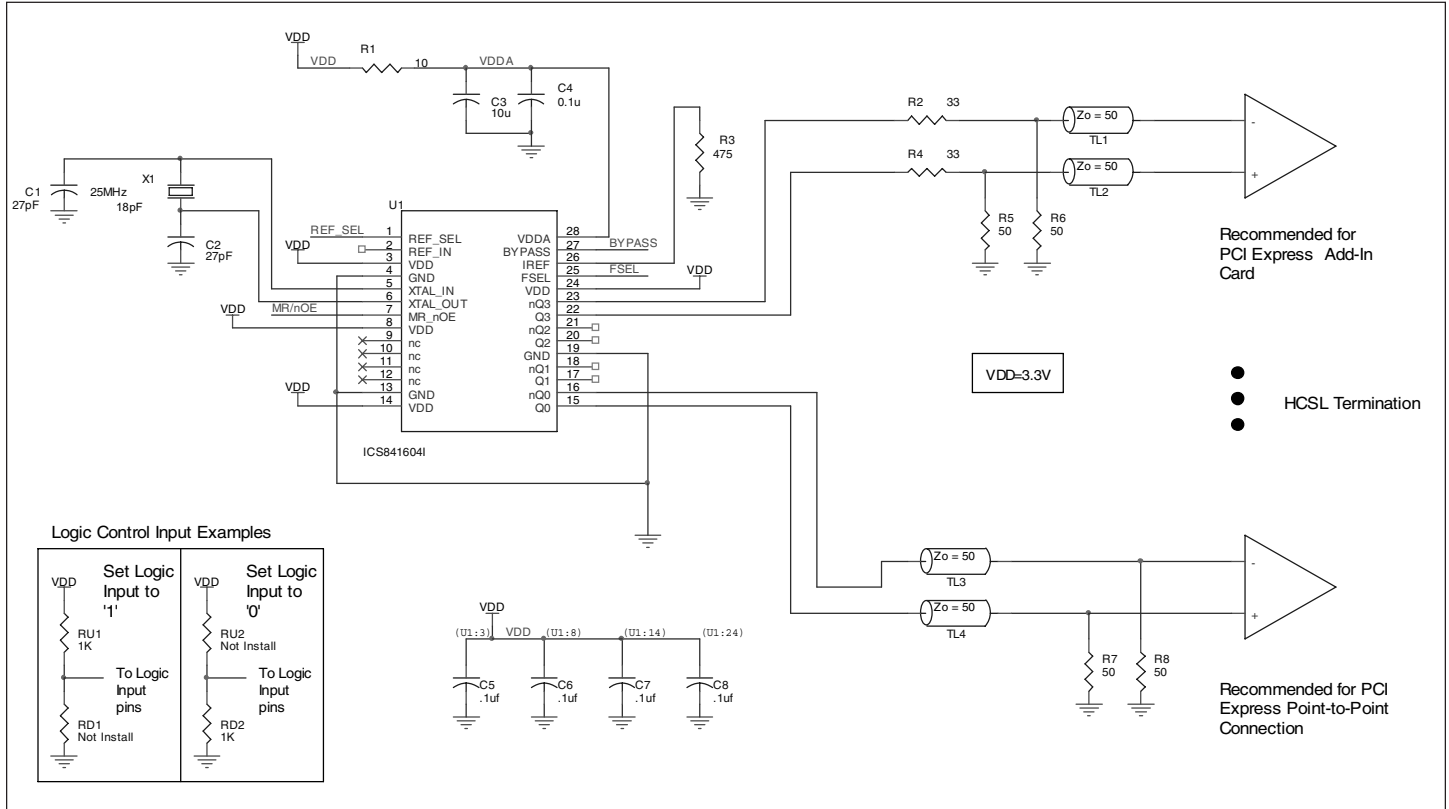 VDD
VDD
R1
10
VDDA
C3
10u
C4
0.1u
R3
475
R2
33
R4
33
Zo = 50
TL1
Zo = 50
TL2
-
+
R5
50
R6
50
Recommended for
PCI Express Add-In
Card
C1
27pF
X1
25MHz
18pF
C2
27pF
U1
REF_SEL
VDD
MR/nOE
VDD
VDD
1
2
3
4
5
6
7
8
9
10
11
12
13
14
REF_SEL
REF_IN
VDD
GND
XTAL_IN
XTAL_OUT
MR_nOE
VDD
nc
nc
nc
nc
GND
VDD
VDDA
BYPASS
IREF
FSEL
VDD
nQ3
Q3
nQ2
Q2
GND
nQ1
Q1
nQ0
Q0
28
27
26
25
24
23
22
21
20
19
18
17
16
15
BYPASS
FSEL
VDD
ICS841604I
VDD=3.3V
HCSL Termination
Logic Control Input Examples
VDD
Set Logic
Input to
'1'
RU1
1K
To Logic
Input
pins
RD1
Not Install
VDD
Set Logic
Input to
'0'
RU2
Not Install
To Logic
Input
pins
RD2
1K
VDD
(U1:3)
VDD
(U1:8)
(U1:14)
(U1:24)
C5
.1uf
C6
.1uf
C7
.1uf
C8
.1uf
Zo = 50
TL3
Zo = 50
TL4
-
+
R7
50
R8
50
Recommended for PCI
Express Point-to-Point
Connection